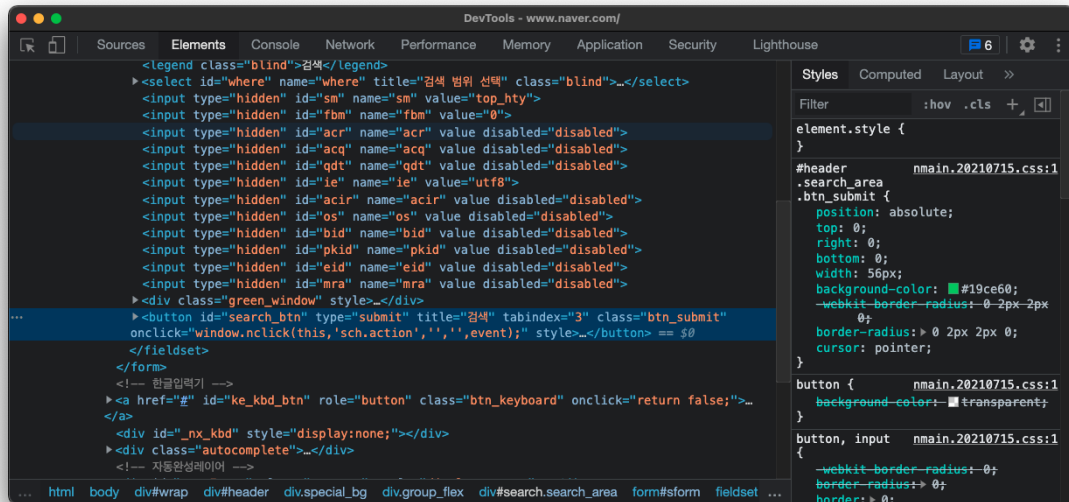 DevTools - www.naver.com/
Sources Elements Console Network Performance Memory Application Security Lighthouse 6
<legend class="blind">검색</legend>
▶<select id="where" name="where" title="검색 범위 선택" class="blind">…</select>
<input type="hidden" id="sm" name="sm" value="top_hty">
<input type="hidden" id="fbm" name="fbm" value="0">
<input type="hidden" id="acr" name="acr" value disabled="disabled">
<input type="hidden" id="acq" name="acq" value disabled="disabled">
<input type="hidden" id="qdt" name="qdt" value disabled="disabled">
<input type="hidden" id="ie" name="ie" value="utf8">
<input type="hidden" id="acir" name="acir" value disabled="disabled">
<input type="hidden" id="os" name="os" value disabled="disabled">
<input type="hidden" id="bid" name="bid" value disabled="disabled">
<input type="hidden" id="pkid" name="pkid" value disabled="disabled">
<input type="hidden" id="eid" name="eid" value disabled="disabled">
<input type="hidden" id="mra" name="mra" value disabled="disabled">
▶<div class="green_window" style>…</div>
… ▶<button id="search_btn" type="submit" title="검색" tabindex="3" class="btn_submit"
onclick="window.nclick(this,'sch.action','','',event);" style>…</button> == $0
</fieldset>
</form>
<!-- 한글입력기 -->
▶<a href="#" id="ke_kbd_btn" role="button" class="btn_keyboard" onclick="return false;">…
</a>
<div id="_nx_kbd" style="display:none;"></div>
▶<div class="autocomplete">…</div>
<!-- 자동완성레이어 -->
… html body div#wrap div#header div.special_bg div.group_flex div#search.search_area form#sform fieldset …
Styles Computed Layout »
Filter :hov .cls +
element.style {
}
#header nmain.20210715.css:1
.search_area
.btn_submit {
position: absolute;
top: 0;
right: 0;
bottom: 0;
width: 56px;
background-color: #19ce60;
-webkit-border-radius: 0 2px 2px
0;
border-radius:▶ 0 2px 2px 0;
cursor: pointer;
}
button { nmain.20210715.css:1
background-color: transparent;
}
button, input nmain.20210715.css:1
{
-webkit-border-radius: 0;
border-radius:▶ 0;
border:▶ 0;